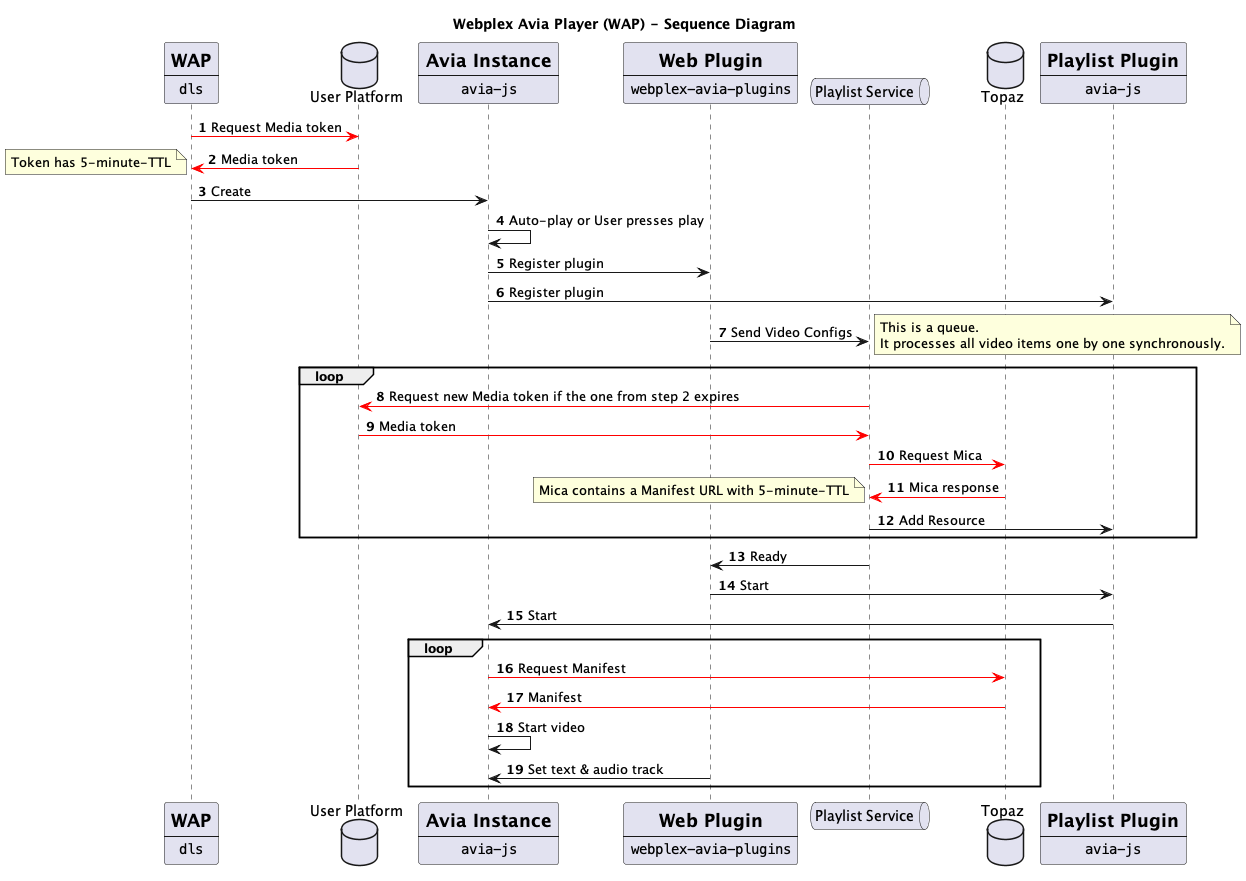 Webplex Avia Player (WAP) - Sequence Diagram
WAP
dls
User Platform
Avia Instance
avia-js
Web Plugin
webplex-avia-plugins
Playlist Service
Topaz
Playlist Plugin
avia-js
1 Request Media token
Token has 5-minute-TTL
2 Media token
3 Create
4 Auto-play or User presses play
5 Register plugin
6 Register plugin
7 Send Video Configs
This is a queue.
It processes all video items one by one synchronously.
loop
8 Request new Media token if the one from step 2 expires
9 Media token
10 Request Mica
Mica contains a Manifest URL with 5-minute-TTL
11 Mica response
12 Add Resource
13 Ready
14 Start
15 Start
loop
16 Request Manifest
17 Manifest
18 Start video
19 Set text & audio track
WAP
dls
User Platform
Avia Instance
avia-js
Web Plugin
webplex-avia-plugins
Playlist Service
Topaz
Playlist Plugin
avia-js